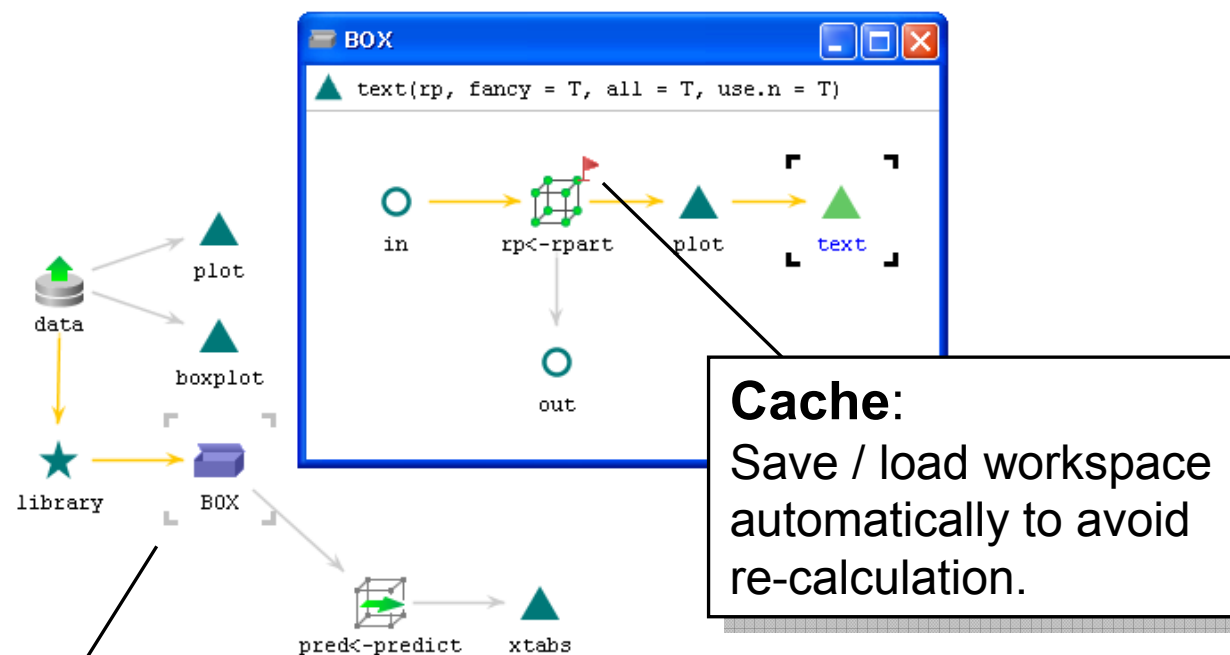 BOX
text(rp, fancy = T, all = T, use.n = T)
in
rp<-rpart
plot
text
out
plot
data
boxplot
library
BOX
pred<-predict
xtabs
Cache:
Save / load workspace
automatically to avoid
re-calculation.